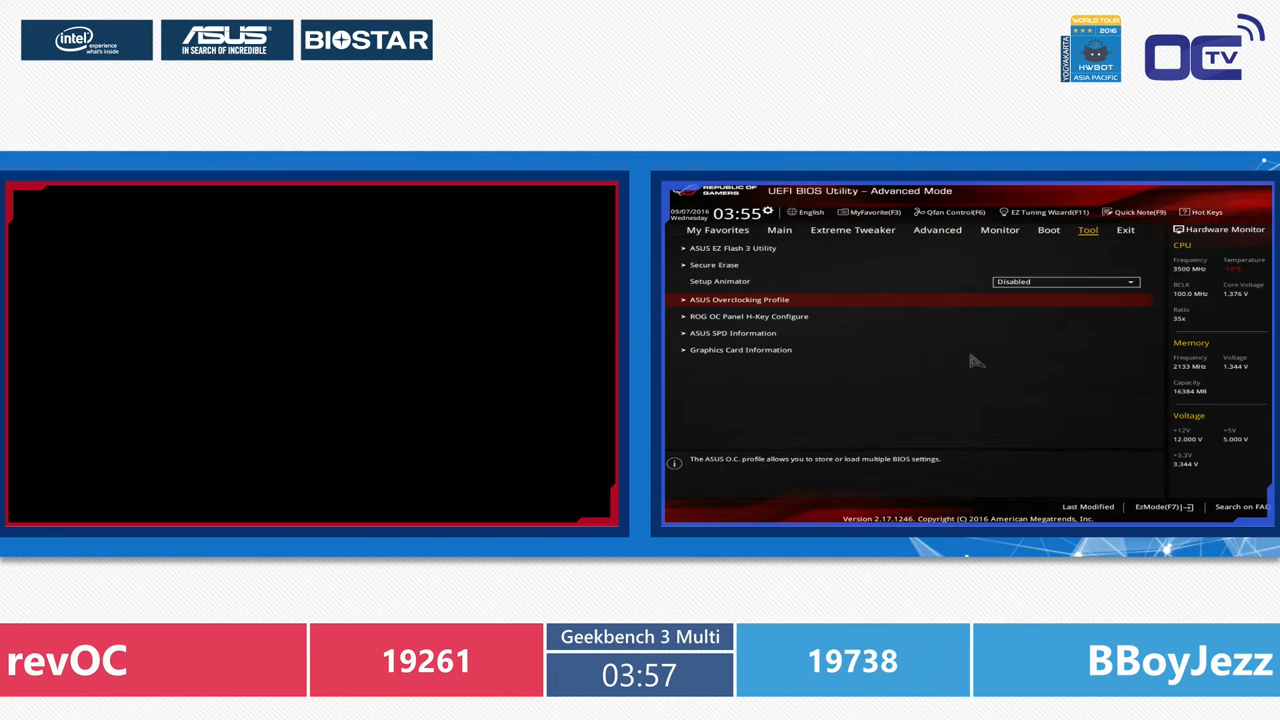 intel
experience
what's inside
ASUS
IN SEARCH OF INCREDIBLE
BIOSTAR
YOGYAKARTA
WORLD TOUR
2016
HWBOT
ASIA PACIFIC
OC
TV
REPUBLIC OF
GAMERS
UEFI BIOS Utility – Advanced Mode
09/07/2016
Wednesday
03:55
English
MyFavorite(F3)
Qfan Control(F6)
EZ Tuning Wizard(F11)
Quick Note(F9)
Hot Keys
My Favorites
Main
Extreme Tweaker
Advanced
Monitor
Boot
Tool
Exit
Hardware Monitor
ASUS EZ Flash 3 Utility
Secure Erase
Setup Animator
Disabled
ASUS Overclocking Profile
ROG OC Panel H-Key Configure
ASUS SPD Information
Graphics Card Information
CPU
Frequency Temperature
3500 MHz
BCLK Core Voltage
100.0 MHz 1.376 V
Ratio
35x
Memory
Frequency Voltage
2133 MHz 1.344 V
Capacity
16384 MB
Voltage
+12V +5V
12.000 V 5.000 V
+3.3V
3.344 V
The ASUS O.C. profile allows you to store or load multiple BIOS settings.
Last Modified
EzMode(F7)
Search on FAQ
Version 2.17.1246. Copyright (C) 2016 American Megatrends, Inc.
revOC
19261
Geekbench 3 Multi
03:57
19738
BBoyJezz